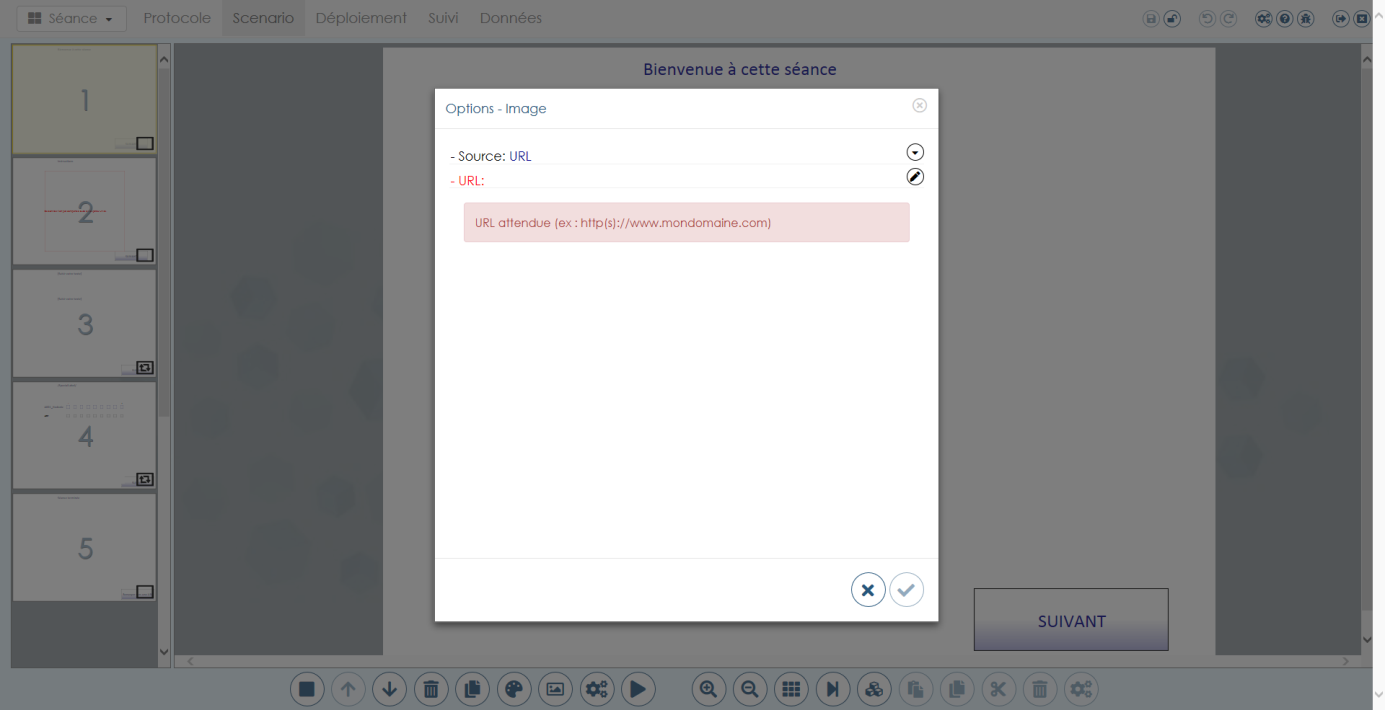 Séance
Protocole
Scenario
Déploiement
Suivi
Données
1
2
3
4
5
Bienvenue à cette séance
Options - Image
- Source: URL
- URL:
URL attendue (ex : http(s)://www.mondomaine.com)
SUIVANT